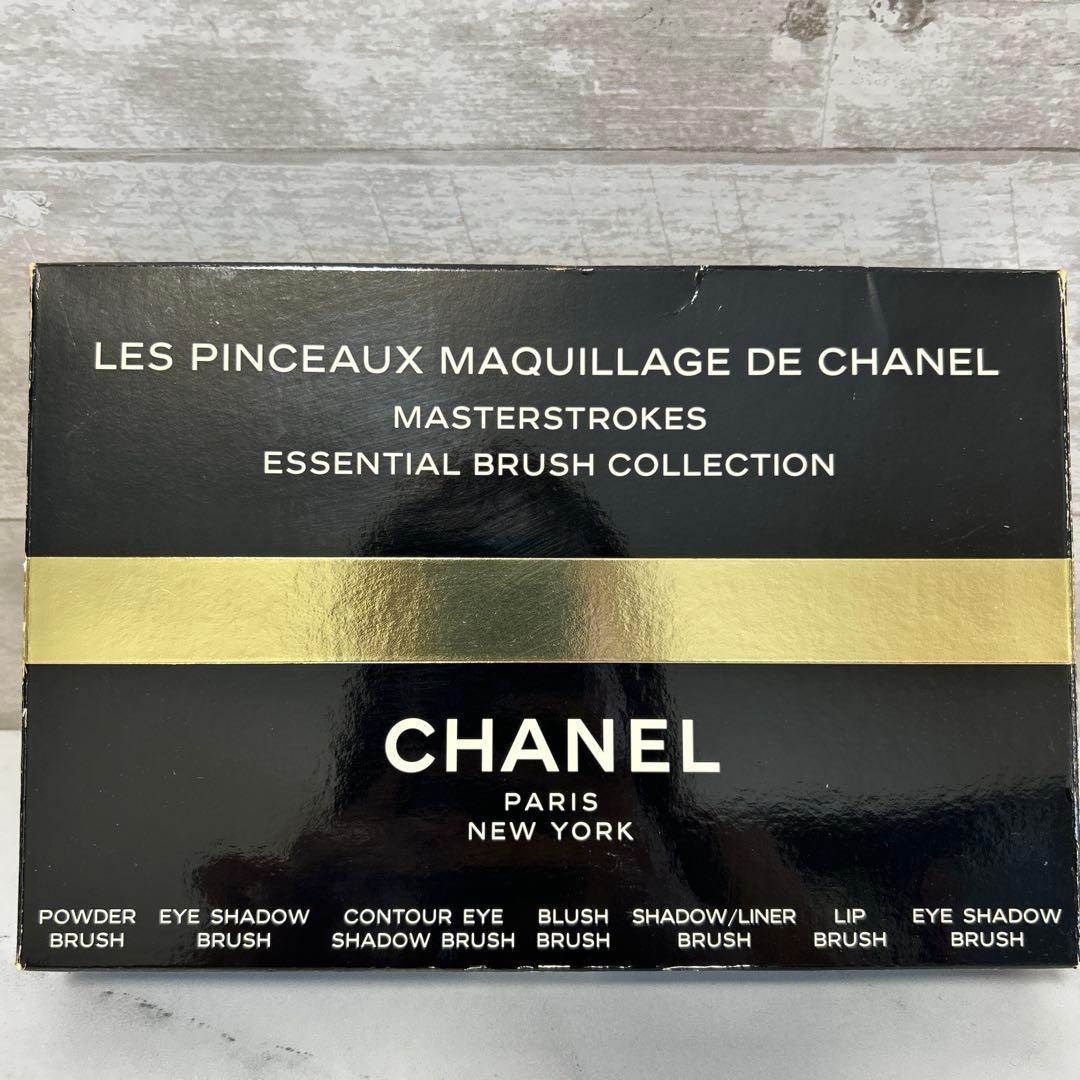 LES PINCEAUX MAQUILLAGE DE CHANEL
MASTERSTROKES
ESSENTIAL BRUSH COLLECTION
CHANEL
PARIS
NEW YORK
POWDER BRUSH
EYE SHADOW BRUSH
CONTOUR EYE SHADOW BRUSH
BLUSH BRUSH
SHADOW/LINER BRUSH
LIP BRUSH
EYE SHADOW BRUSH